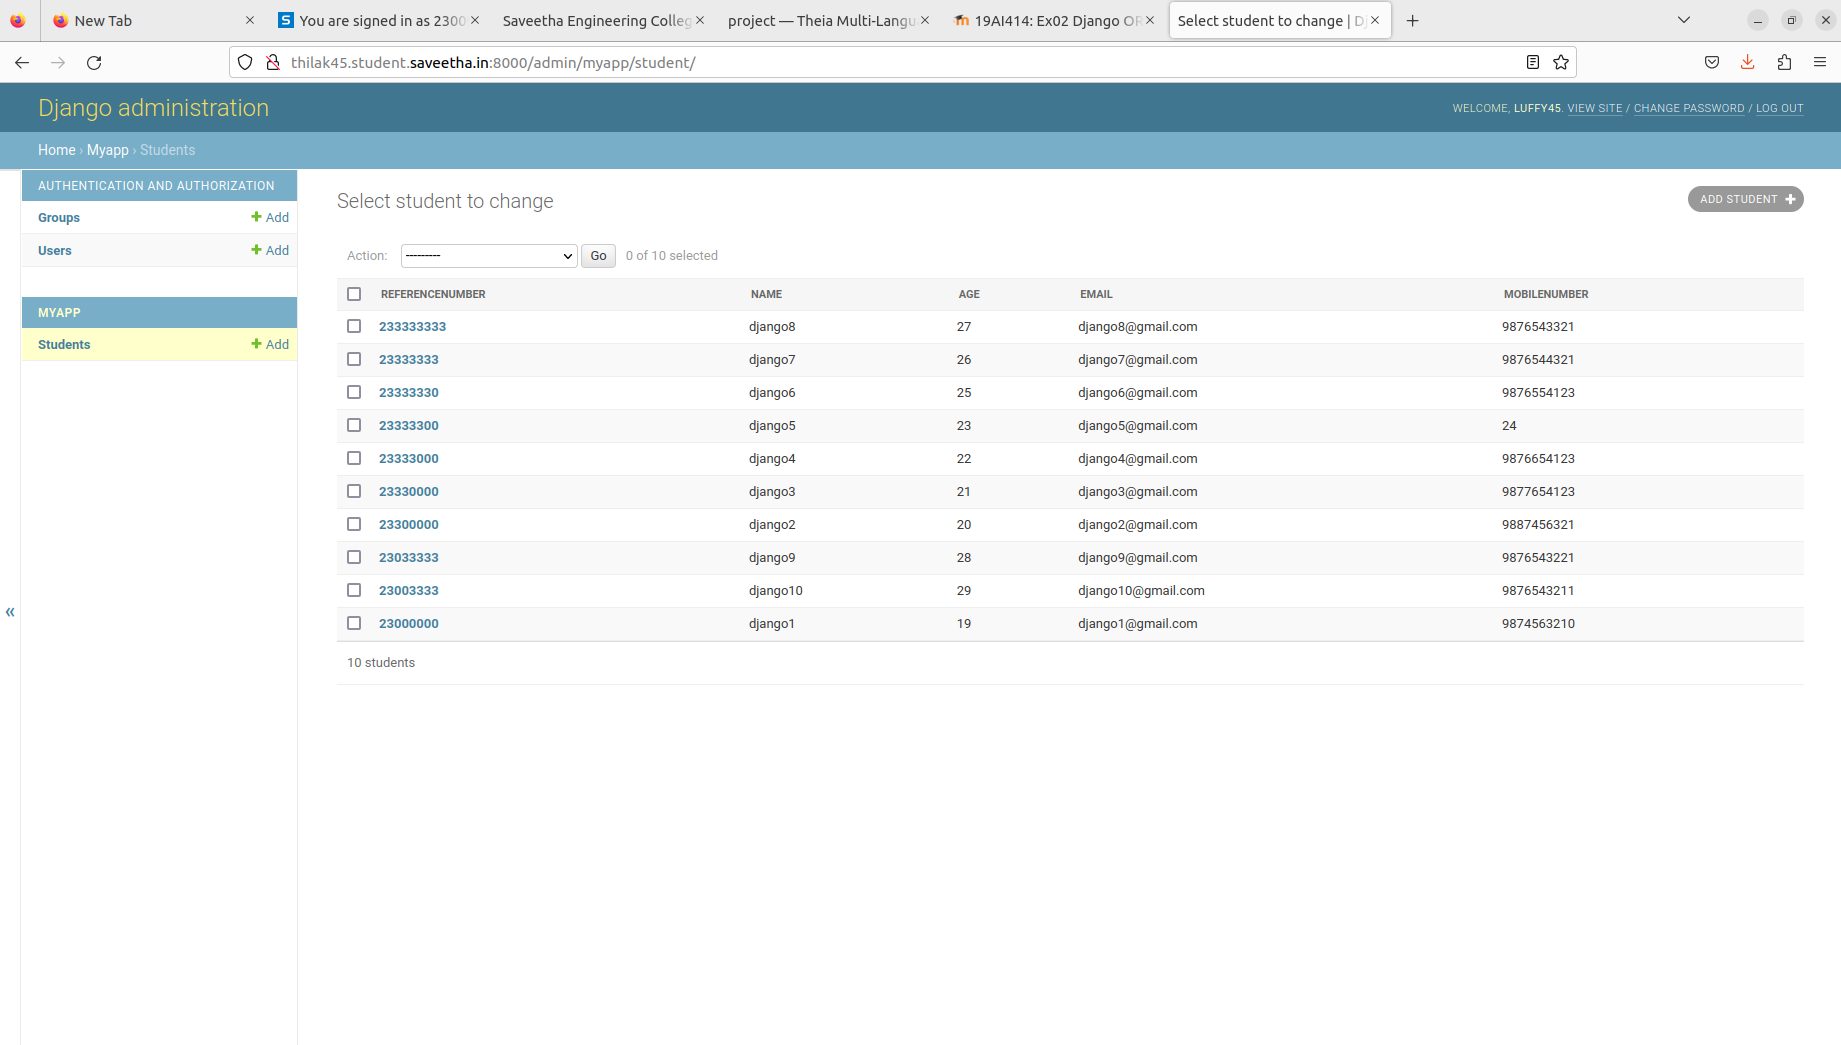 New Tab
You are signed in as 2300
Saveetha Engineering Colleg
project — Theia Multi-Langu
19AI414: Ex02 Django OR
Select student to change | Dj
thilak45.student.saveetha.in:8000/admin/myapp/student/
Django administration
WELCOME, LUFFY45. VIEW SITE / CHANGE PASSWORD / LOG OUT
Home › Myapp › Students
AUTHENTICATION AND AUTHORIZATION
Groups + Add
Users + Add
MYAPP
Students + Add
«
Select student to change
ADD STUDENT +
Action: --------- Go 0 of 10 selected
REFERENCENUMBER NAME AGE EMAIL MOBILENUMBER
233333333 django8 27 django8@gmail.com 9876543321
23333333 django7 26 django7@gmail.com 9876544321
23333330 django6 25 django6@gmail.com 9876554123
23333300 django5 23 django5@gmail.com 24
23333000 django4 22 django4@gmail.com 9876654123
23330000 django3 21 django3@gmail.com 9877654123
23300000 django2 20 django2@gmail.com 9887456321
23033333 django9 28 django9@gmail.com 9876543221
23003333 django10 29 django10@gmail.com 9876543211
23000000 django1 19 django1@gmail.com 9874563210
10 students